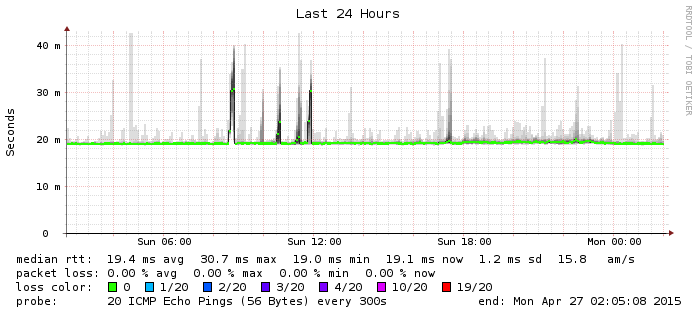 Last 24 Hours
RRDTOOL / TOBI OETIKER
Seconds
40 m
30 m
20 m
10 m
0
Sun 06:00 Sun 12:00 Sun 18:00 Mon 00:00
median rtt: 19.4 ms avg 30.7 ms max 19.0 ms min 19.1 ms now 1.2 ms sd 15.8 am/s
packet loss: 0.00 % avg 0.00 % max 0.00 % min 0.00 % now
loss color: 0 1/20 2/20 3/20 4/20 10/20 19/20
probe: 20 ICMP Echo Pings (56 Bytes) every 300s end: Mon Apr 27 02:05:08 2015